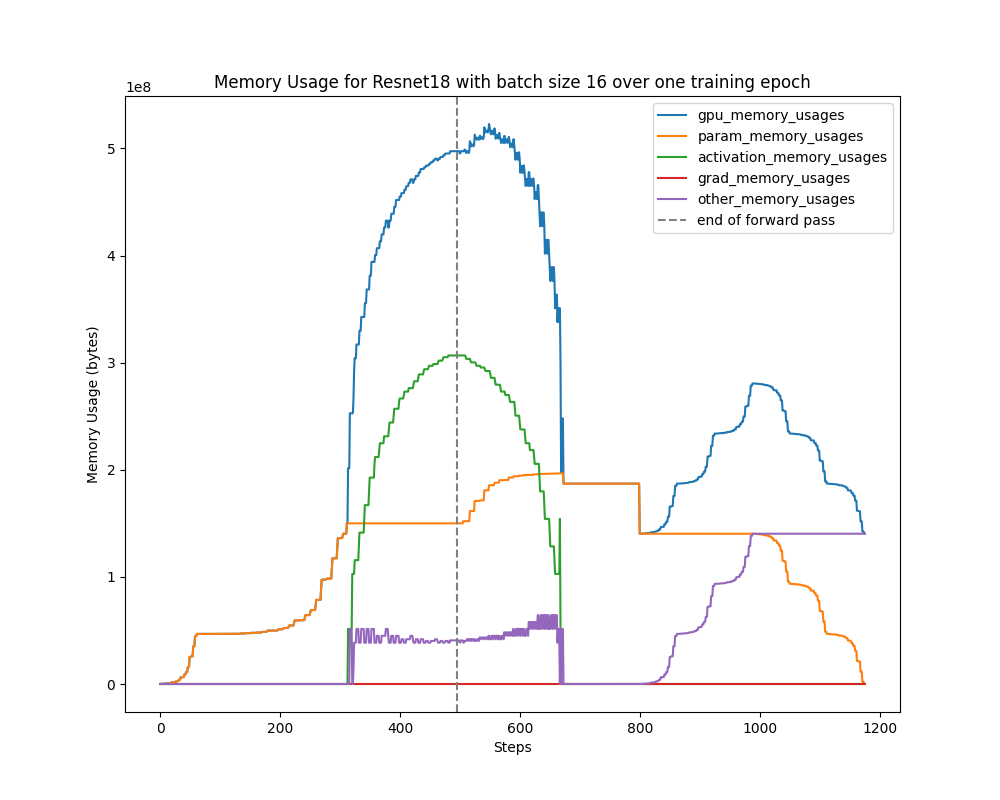 Memory Usage for Resnet18 with batch size 16 over one training epoch
1e8
gpu_memory_usages
param_memory_usages
activation_memory_usages
grad_memory_usages
other_memory_usages
end of forward pass
5
4
3
2
1
0
Memory Usage (bytes)
0 200 400 600 800 1000 1200
Steps